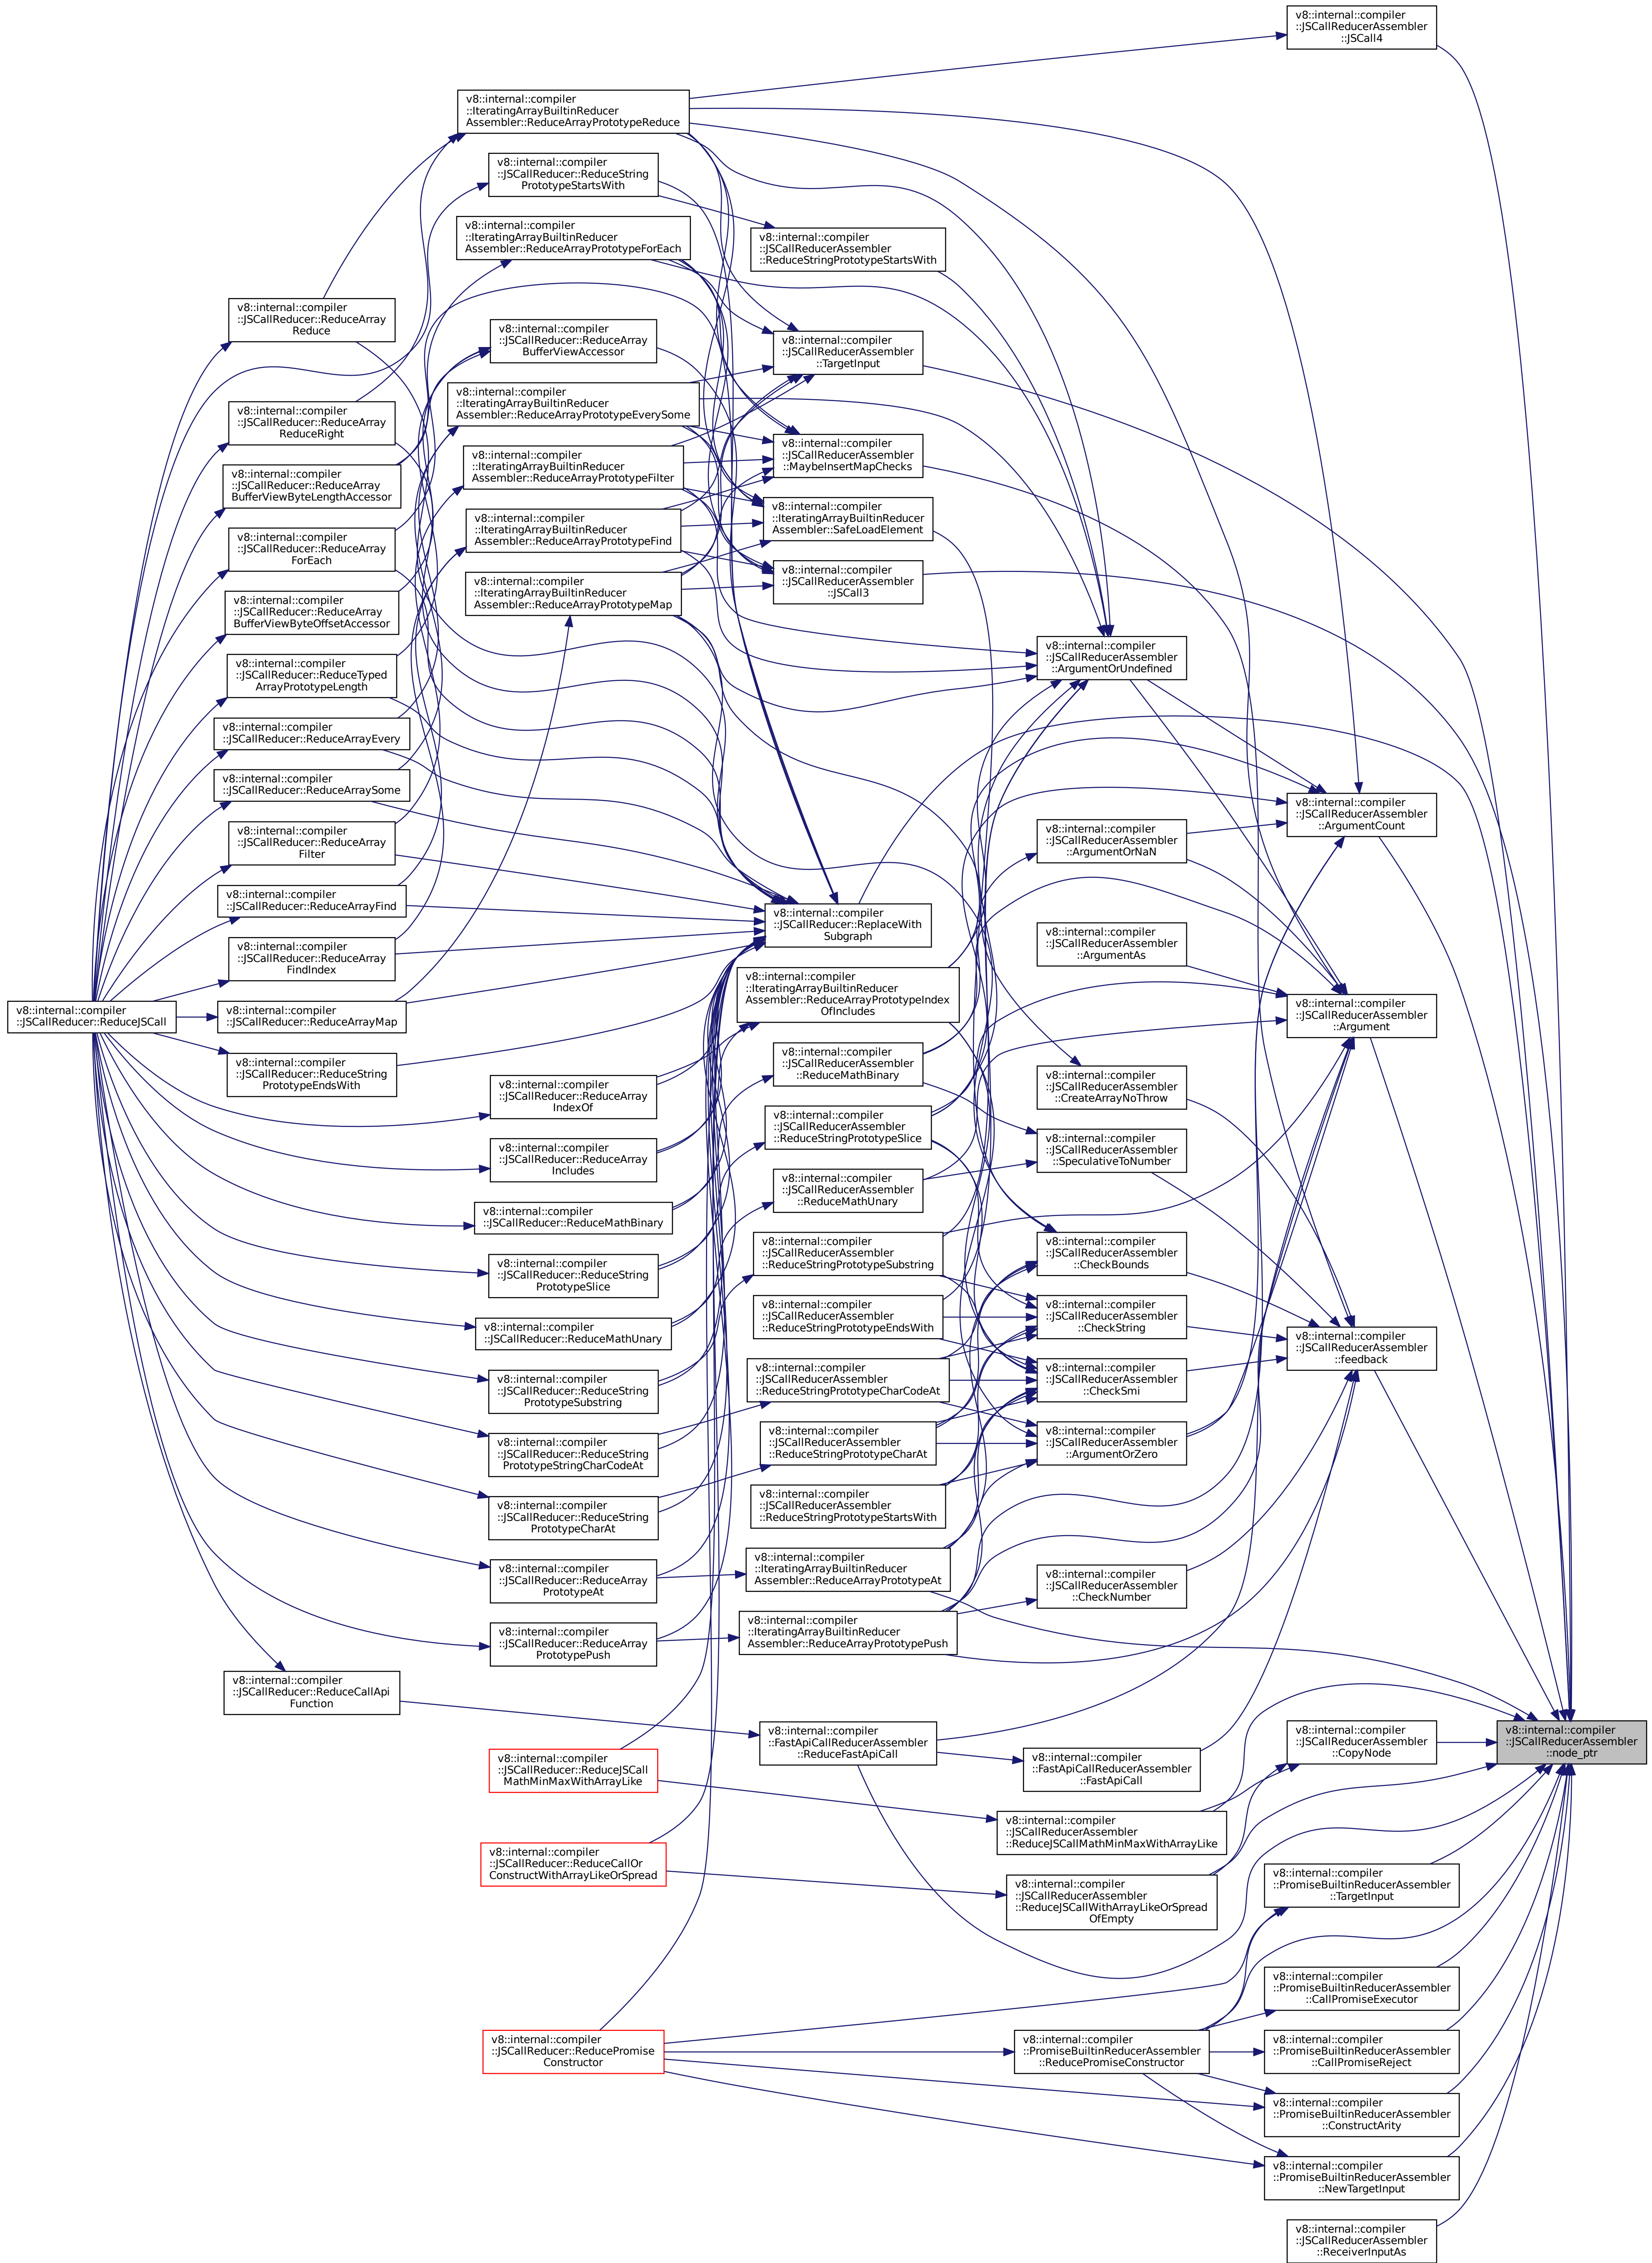 v8::internal::compiler
::JSCallReducerAssembler
::JSCall4
v8::internal::compiler
::IteratingArrayBuiltinReducer
Assembler::ReduceArrayPrototypeReduce
v8::internal::compiler
::JSCallReducer::ReduceString
PrototypeStartsWith
v8::internal::compiler
::IteratingArrayBuiltinReducer
Assembler::ReduceArrayPrototypeForEach
v8::internal::compiler
::JSCallReducerAssembler
::ReduceStringPrototypeStartsWith
v8::internal::compiler
::JSCallReducer::ReduceArray
Reduce
v8::internal::compiler
::JSCallReducer::ReduceArray
BufferViewAccessor
v8::internal::compiler
::JSCallReducerAssembler
::TargetInput
v8::internal::compiler
::IteratingArrayBuiltinReducer
Assembler::ReduceArrayPrototypeEverySome
v8::internal::compiler
::JSCallReducer::ReduceArray
ReduceRight
v8::internal::compiler
::JSCallReducerAssembler
::MaybeInsertMapChecks
v8::internal::compiler
::IteratingArrayBuiltinReducer
Assembler::ReduceArrayPrototypeFilter
v8::internal::compiler
::JSCallReducer::ReduceArray
BufferViewByteLengthAccessor
v8::internal::compiler
::IteratingArrayBuiltinReducer
Assembler::SafeLoadElement
v8::internal::compiler
::IteratingArrayBuiltinReducer
Assembler::ReduceArrayPrototypeFind
v8::internal::compiler
::JSCallReducer::ReduceArray
ForEach
v8::internal::compiler
::JSCallReducerAssembler
::JSCall3
v8::internal::compiler
::IteratingArrayBuiltinReducer
Assembler::ReduceArrayPrototypeMap
v8::internal::compiler
::JSCallReducer::ReduceArray
BufferViewByteOffsetAccessor
v8::internal::compiler
::JSCallReducerAssembler
::ArgumentOrUndefined
v8::internal::compiler
::JSCallReducer::ReduceTyped
ArrayPrototypeLength
v8::internal::compiler
::JSCallReducer::ReduceArrayEvery
v8::internal::compiler
::JSCallReducer::ReduceArraySome
v8::internal::compiler
::JSCallReducerAssembler
::ArgumentCount
v8::internal::compiler
::JSCallReducer::ReduceArray
Filter
v8::internal::compiler
::JSCallReducerAssembler
::ArgumentOrNaN
v8::internal::compiler
::JSCallReducer::ReduceArrayFind
v8::internal::compiler
::JSCallReducer::ReplaceWith
Subgraph
v8::internal::compiler
::JSCallReducerAssembler
::ArgumentAs
v8::internal::compiler
::JSCallReducer::ReduceArray
FindIndex
v8::internal::compiler
::IteratingArrayBuiltinReducer
Assembler::ReduceArrayPrototypeIndex
OfIncludes
v8::internal::compiler
::JSCallReducerAssembler
::Argument
v8::internal::compiler
::JSCallReducer::ReduceJSCall
v8::internal::compiler
::JSCallReducer::ReduceArrayMap
v8::internal::compiler
::JSCallReducer::ReduceString
PrototypeEndsWith
v8::internal::compiler
::JSCallReducerAssembler
::ReduceMathBinary
v8::internal::compiler
::JSCallReducerAssembler
::CreateArrayNoThrow
v8::internal::compiler
::JSCallReducer::ReduceArray
IndexOf
v8::internal::compiler
::JSCallReducerAssembler
::ReduceStringPrototypeSlice
v8::internal::compiler
::JSCallReducerAssembler
::SpeculativeToNumber
v8::internal::compiler
::JSCallReducer::ReduceArray
Includes
v8::internal::compiler
::JSCallReducerAssembler
::ReduceMathUnary
v8::internal::compiler
::JSCallReducer::ReduceMathBinary
v8::internal::compiler
::JSCallReducerAssembler
::ReduceStringPrototypeSubstring
v8::internal::compiler
::JSCallReducerAssembler
::CheckBounds
v8::internal::compiler
::JSCallReducer::ReduceString
PrototypeSlice
v8::internal::compiler
::JSCallReducerAssembler
::ReduceStringPrototypeEndsWith
v8::internal::compiler
::JSCallReducerAssembler
::CheckString
v8::internal::compiler
::JSCallReducer::ReduceMathUnary
v8::internal::compiler
::JSCallReducerAssembler
::feedback
v8::internal::compiler
::JSCallReducerAssembler
::ReduceStringPrototypeCharCodeAt
v8::internal::compiler
::JSCallReducerAssembler
::CheckSmi
v8::internal::compiler
::JSCallReducer::ReduceString
PrototypeSubstring
v8::internal::compiler
::JSCallReducerAssembler
::ReduceStringPrototypeCharAt
v8::internal::compiler
::JSCallReducerAssembler
::ArgumentOrZero
v8::internal::compiler
::JSCallReducer::ReduceString
PrototypeStringCharCodeAt
v8::internal::compiler
::JSCallReducerAssembler
::ReduceStringPrototypeStartsWith
v8::internal::compiler
::JSCallReducer::ReduceString
PrototypeCharAt
v8::internal::compiler
::IteratingArrayBuiltinReducer
Assembler::ReduceArrayPrototypeAt
v8::internal::compiler
::JSCallReducer::ReduceArray
PrototypeAt
v8::internal::compiler
::JSCallReducerAssembler
::CheckNumber
v8::internal::compiler
::IteratingArrayBuiltinReducer
Assembler::ReduceArrayPrototypePush
v8::internal::compiler
::JSCallReducer::ReduceArray
PrototypePush
v8::internal::compiler
::JSCallReducer::ReduceCallApi
Function
v8::internal::compiler
::FastApiCallReducerAssembler
::ReduceFastApiCall
v8::internal::compiler
::JSCallReducerAssembler
::CopyNode
v8::internal::compiler
::JSCallReducerAssembler
::node_ptr
v8::internal::compiler
::JSCallReducer::ReduceJSCall
MathMinMaxWithArrayLike
v8::internal::compiler
::FastApiCallReducerAssembler
::FastApiCall
v8::internal::compiler
::JSCallReducerAssembler
::ReduceJSCallMathMinMaxWithArrayLike
v8::internal::compiler
::JSCallReducer::ReduceCallOr
ConstructWithArrayLikeOrSpread
v8::internal::compiler
::JSCallReducerAssembler
::ReduceJSCallWithArrayLikeOrSpread
OfEmpty
v8::internal::compiler
::PromiseBuiltinReducerAssembler
::TargetInput
v8::internal::compiler
::PromiseBuiltinReducerAssembler
::CallPromiseExecutor
v8::internal::compiler
::JSCallReducer::ReducePromise
Constructor
v8::internal::compiler
::PromiseBuiltinReducerAssembler
::ReducePromiseConstructor
v8::internal::compiler
::PromiseBuiltinReducerAssembler
::CallPromiseReject
v8::internal::compiler
::PromiseBuiltinReducerAssembler
::ConstructArity
v8::internal::compiler
::PromiseBuiltinReducerAssembler
::NewTargetInput
v8::internal::compiler
::JSCallReducerAssembler
::ReceiverInputAs